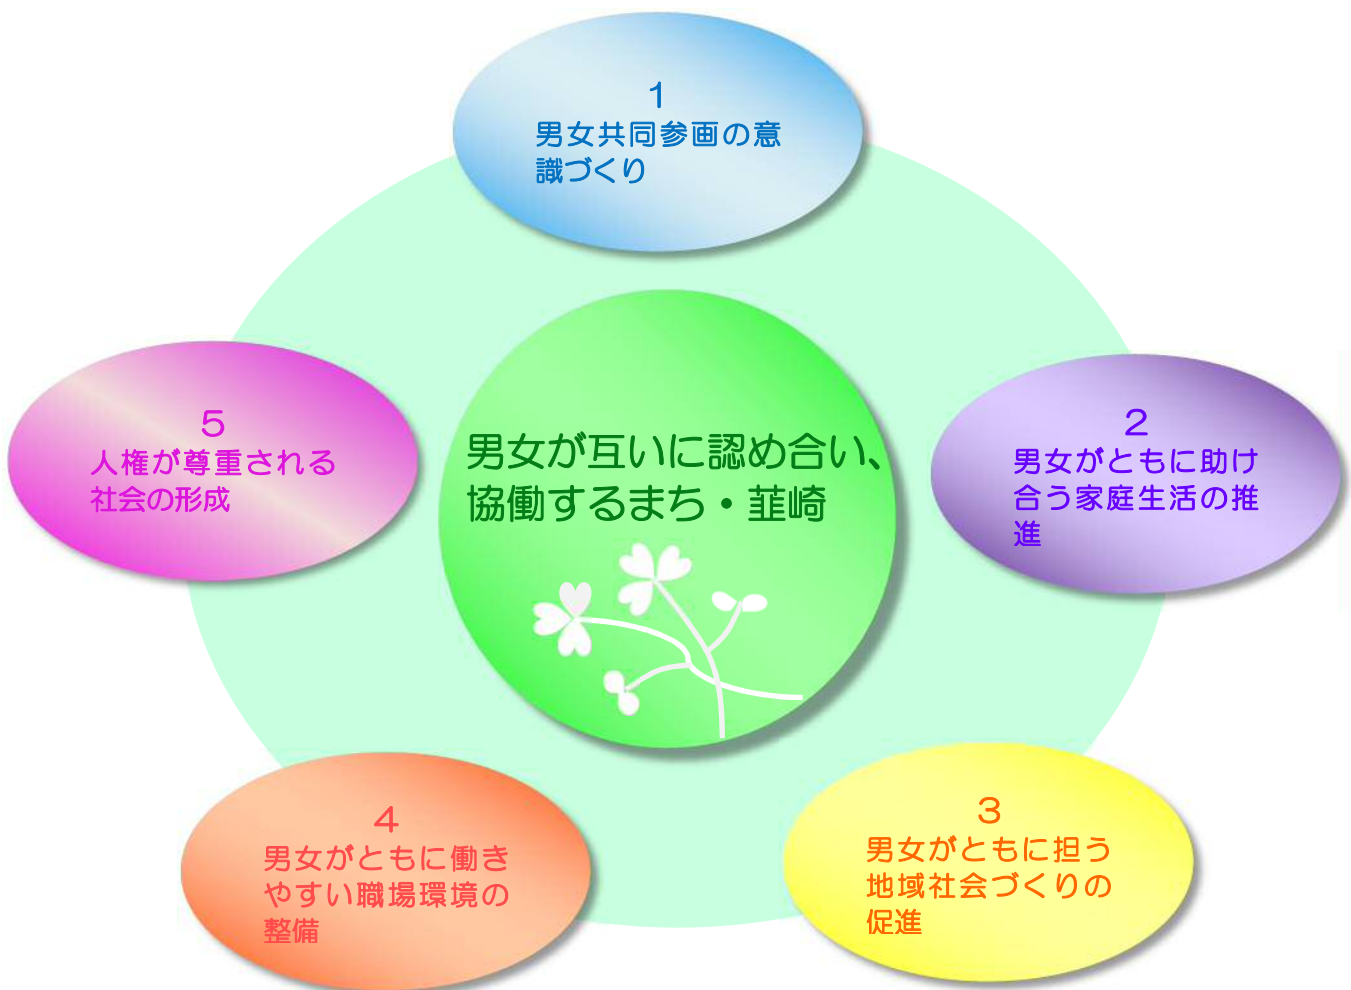 1
男女共同参画の意
識づくり
2
男女がともに助け
合う家庭生活の推
進
3
男女がともに担う
地域社会づくりの
促進
4
男女がともに働き
やすい職場環境の
整備
5
人権が尊重される
社会の形成
男女が互いに認め合い、
協働するまち・韮崎